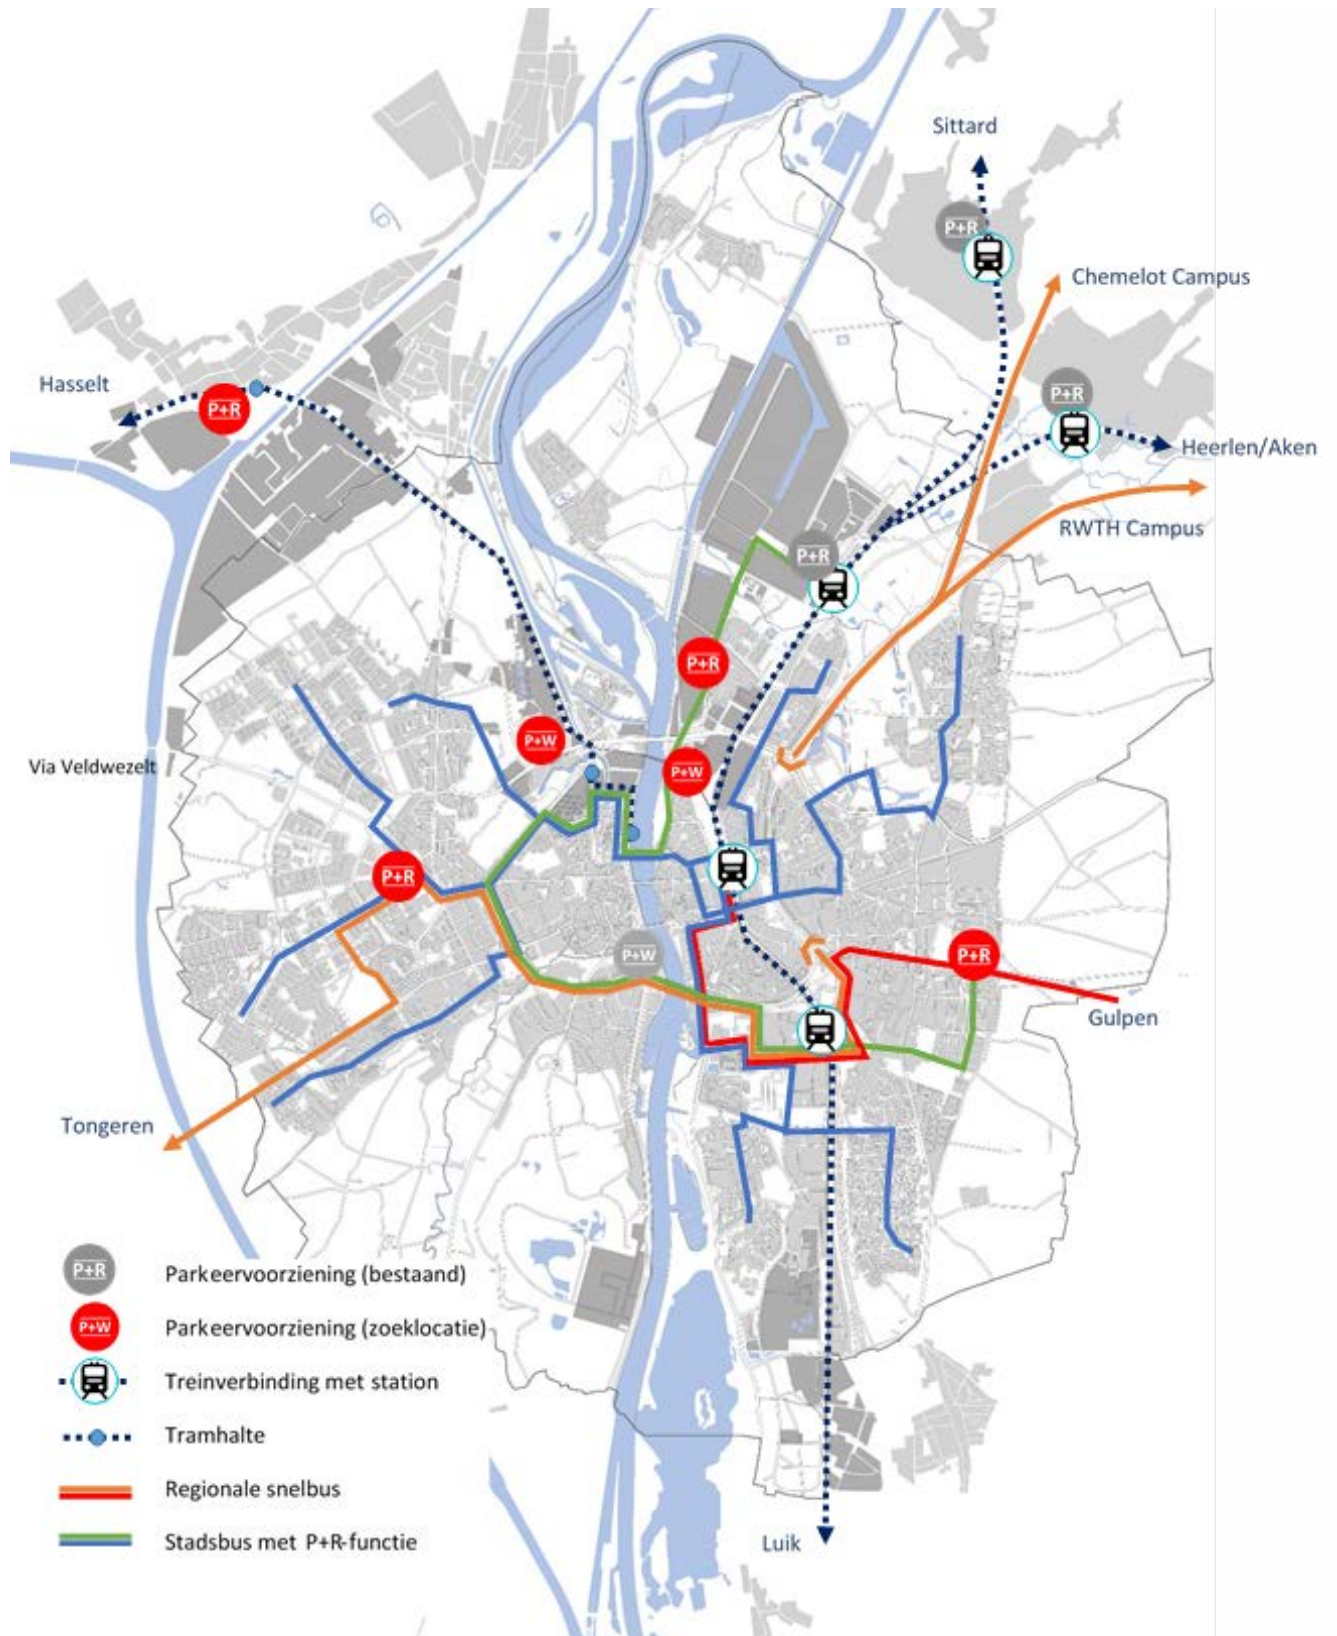 Sittard
P+R
Chemelot Campus
Hasselt
P+R
P+R
Heerlen/Aken
RWTH Campus
P+R
P+R
P+W
P+W
Via Veldwezelt
P+R
P+W
P+R
Gulpen
Tongeren
P+R Parkeervoorziening (bestaand)
P+W Parkeervoorziening (zoeklocatie)
Treinverbinding met station
Tramhalte
Regionale snelbus
Stadsbus met P+R-functie
Luik